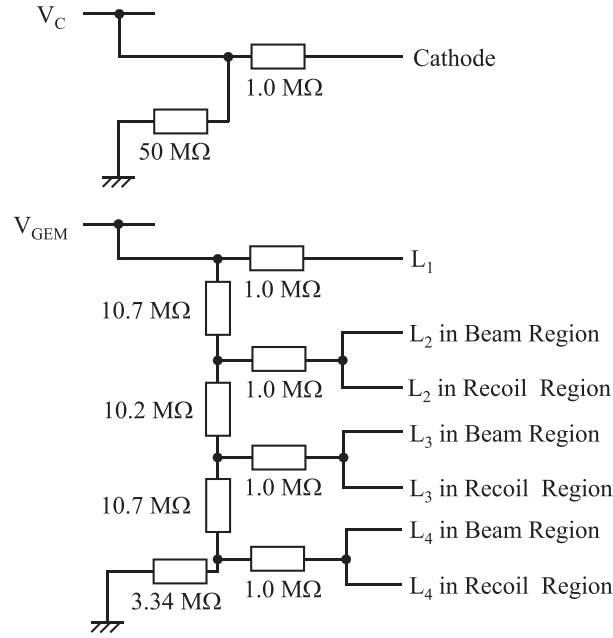 V_C
Cathode
1.0 MΩ
50 MΩ
V_GEM
L_1
1.0 MΩ
10.7 MΩ
L_2 in Beam Region
1.0 MΩ
L_2 in Recoil Region
10.2 MΩ
L_3 in Beam Region
1.0 MΩ
L_3 in Recoil Region
10.7 MΩ
L_4 in Beam Region
1.0 MΩ
L_4 in Recoil Region
3.34 MΩ